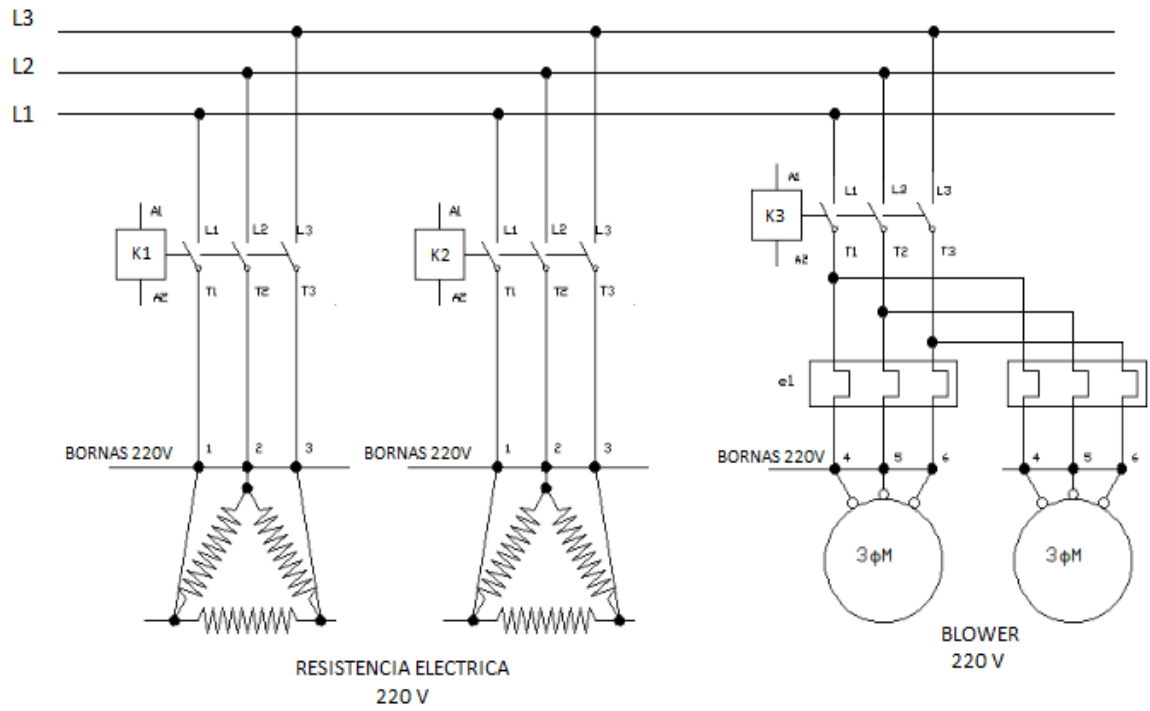 L3
L2
L1
A1
K1
A2
L1 L2 L3
T1 T2 T3
A1
K2
A2
L1 L2 L3
T1 T2 T3
A1
K3
A2
L1 L2 L3
T1 T2 T3
e1
BORNAS 220V 1 2 3
BORNAS 220V 1 2 3
BORNAS 220V 4 5 6
4 5 6
3φM
3φM
RESISTENCIA ELECTRICA
220 V
BLOWER
220 V